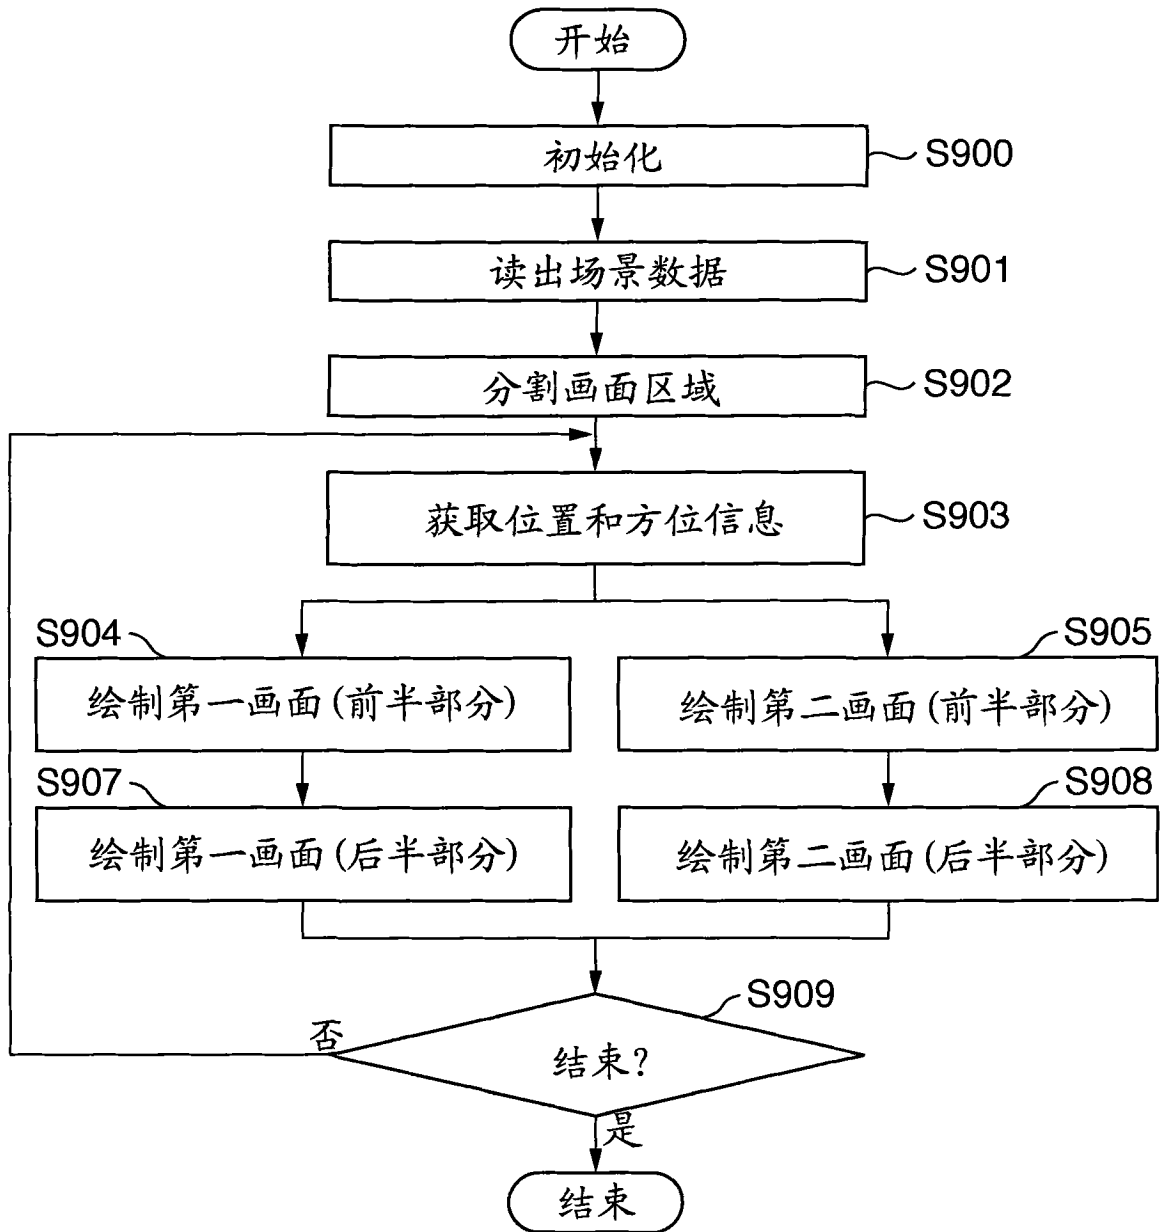 开始
初始化
S900
读出场景数据
S901
分割画面区域
S902
获取位置和方位信息
S903
S904
S905
绘制第一画面(前半部分)
绘制第二画面(前半部分)
S907
S908
绘制第一画面(后半部分)
绘制第二画面(后半部分)
S909
否
结束?
是
结束